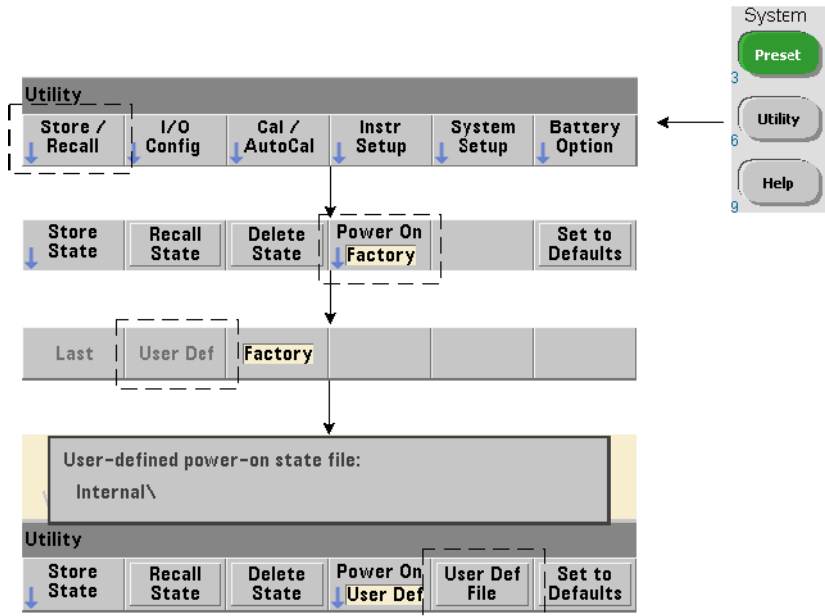 System
Preset
3
Utility
6
Help
9
Utility
Store / Recall
I/O Config
Cal / AutoCal
Instr Setup
System Setup
Battery Option
Store State
Recall State
Delete State
Power On Factory
Set to Defaults
Last
User Def
Factory
User-defined power-on state file:
Internal\
Utility
Store State
Recall State
Delete State
Power On User Def
User Def File
Set to Defaults